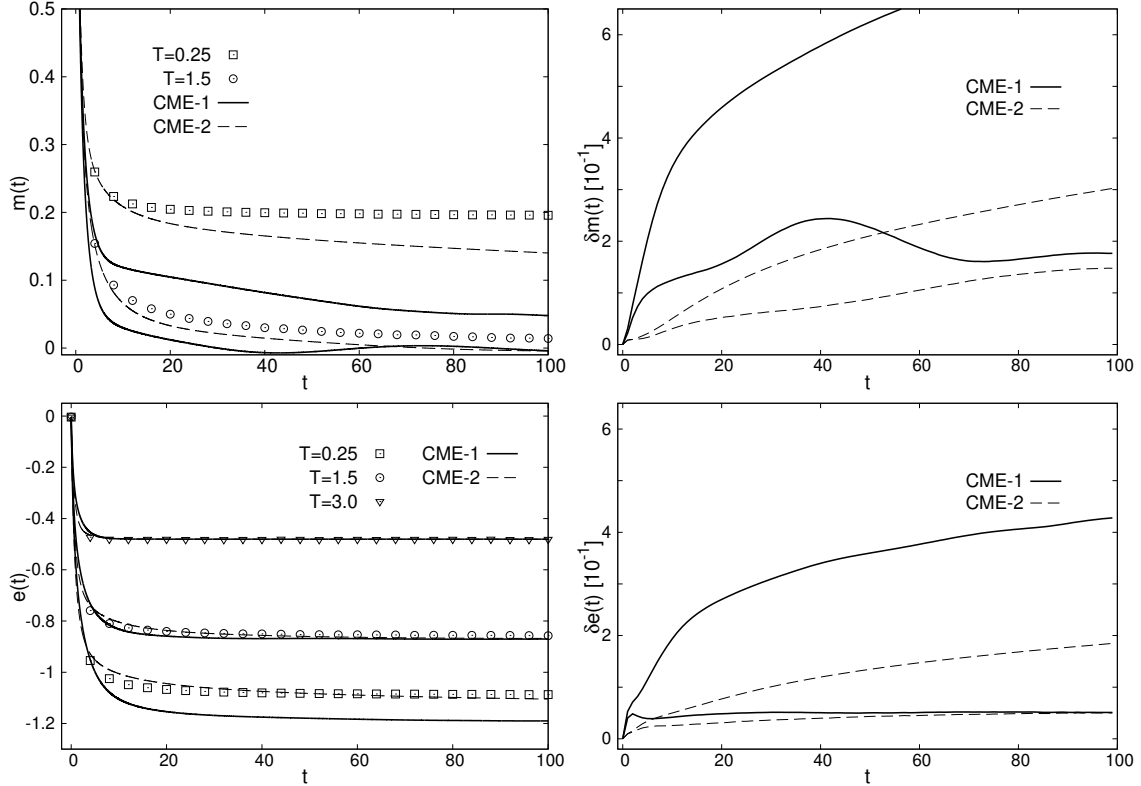 0.5
0.4
0.3
0.2
0.1
0
m(t)
T=0.25
T=1.5
CME-1
CME-2
0 20 40 60 80 100
t
6
4
2
0
δm(t) [10⁻¹]
CME-1
CME-2
0 20 40 60 80 100
t
0
-0.2
-0.4
-0.6
-0.8
-1
-1.2
e(t)
T=0.25 CME-1
T=1.5 CME-2
T=3.0
0 20 40 60 80 100
t
6
4
2
0
δe(t) [10⁻¹]
CME-1
CME-2
0 20 40 60 80 100
t